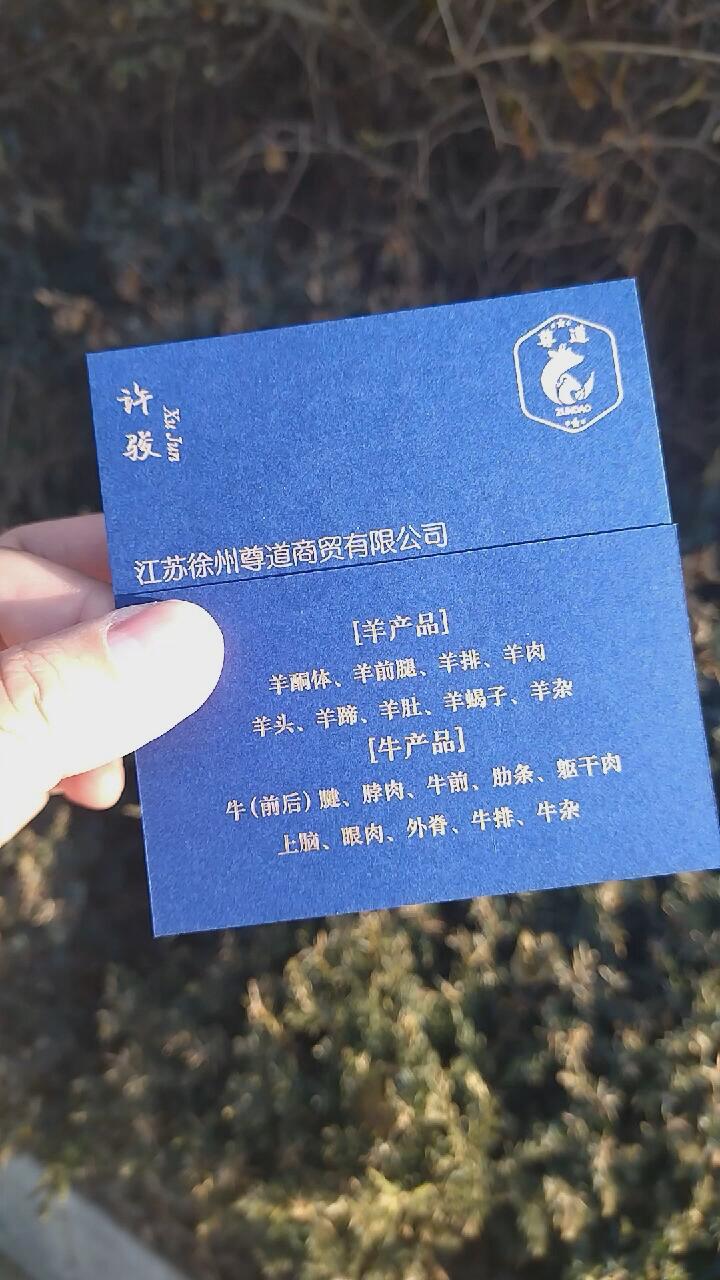 许骏
Xu Jun
尊道
ZUNDAO
江苏徐州尊道商贸有限公司
[羊产品]
羊酮体、羊前腿、羊排、羊肉
羊头、羊蹄、羊肚、羊蝎子、羊杂
[牛产品]
牛(前后)腱、脖肉、牛前、肋条、躯干肉
上脑、眼肉、外脊、牛排、牛杂